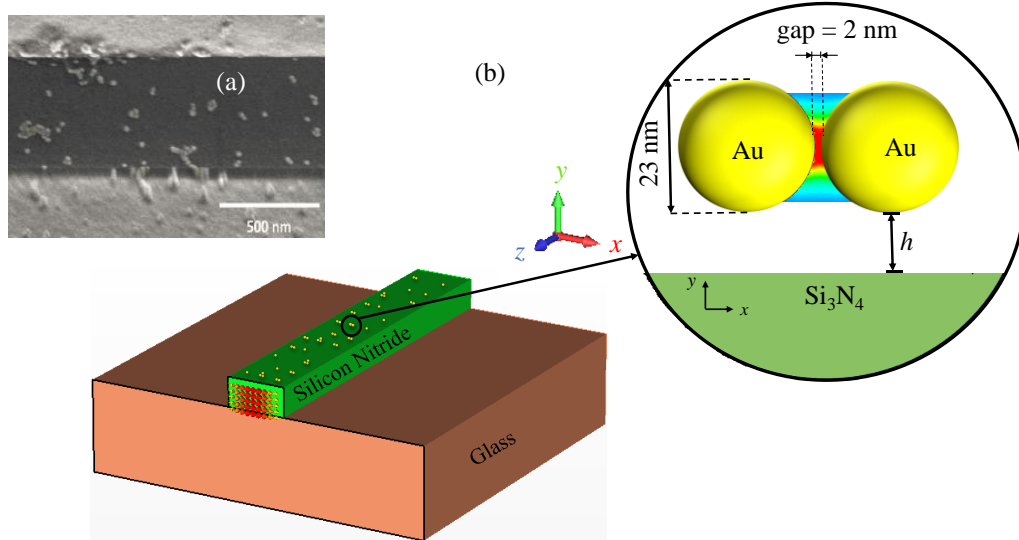 (a)
500 nm
(b)
gap = 2 nm
23 nm
Au
Au
h
Si₃N₄
y
x
y
x
z
Silicon Nitride
Glass